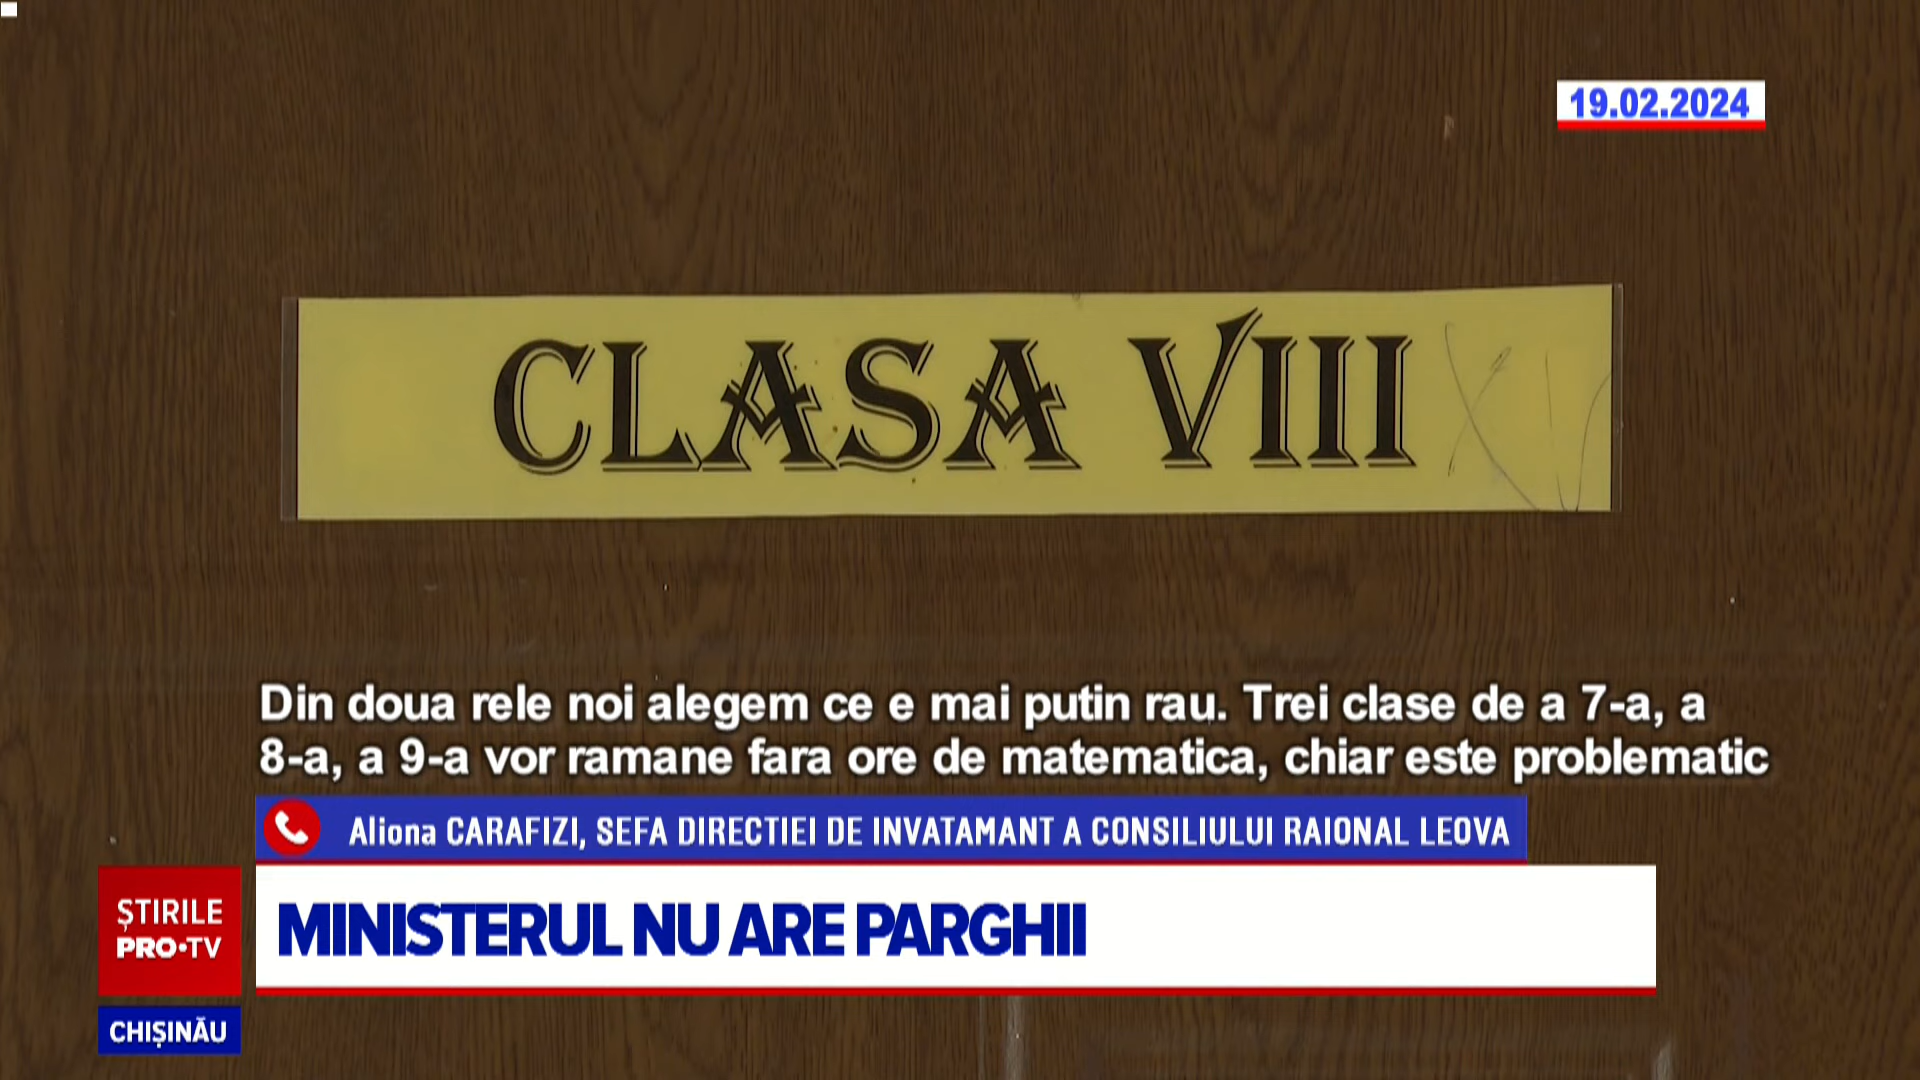 19.02.2024
CLASA VIII
Din doua rele noi alegem ce e mai putin rau. Trei clase de a 7-a, a
8-a, a 9-a vor ramane fara ore de matematica, chiar este problematic
Aliona CARAFIZI, SEFA DIRECTIEI DE INVATAMANT A CONSILIULUI RAIONAL LEOVA
ȘTIRILE
PRO•TV
MINISTERUL NU ARE PARGHII
CHIȘINĂU